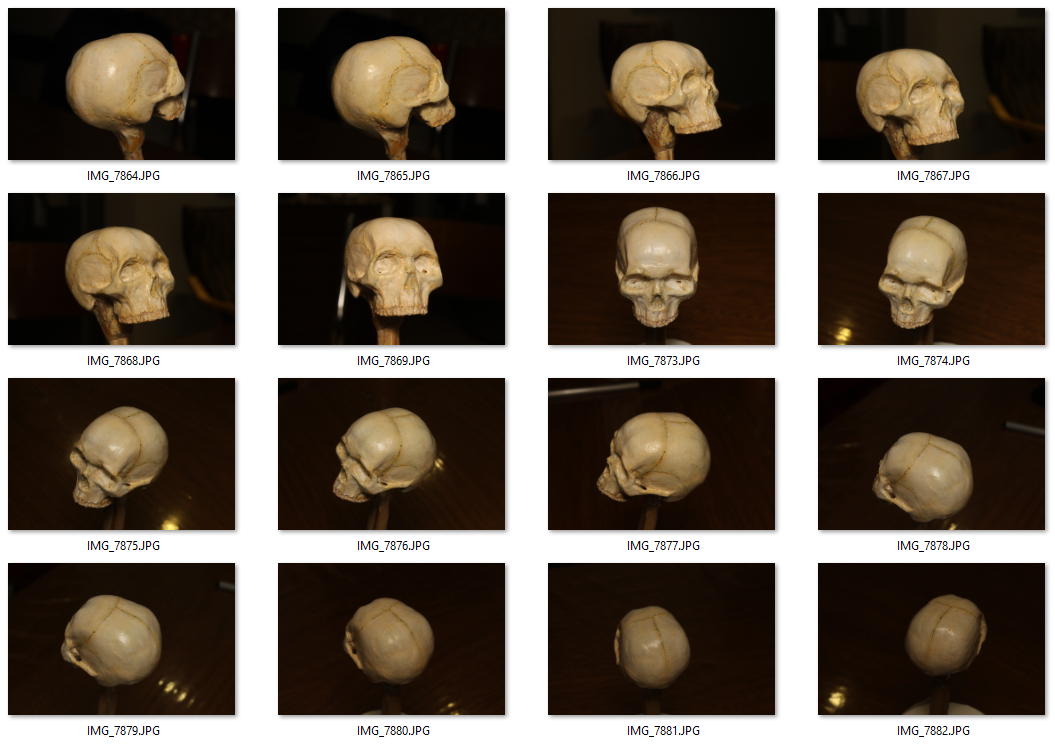 IMG_7864.JPG IMG_7865.JPG IMG_7866.JPG IMG_7867.JPG
IMG_7868.JPG IMG_7869.JPG IMG_7873.JPG IMG_7874.JPG
IMG_7875.JPG IMG_7876.JPG IMG_7877.JPG IMG_7878.JPG
IMG_7879.JPG IMG_7880.JPG IMG_7881.JPG IMG_7882.JPG